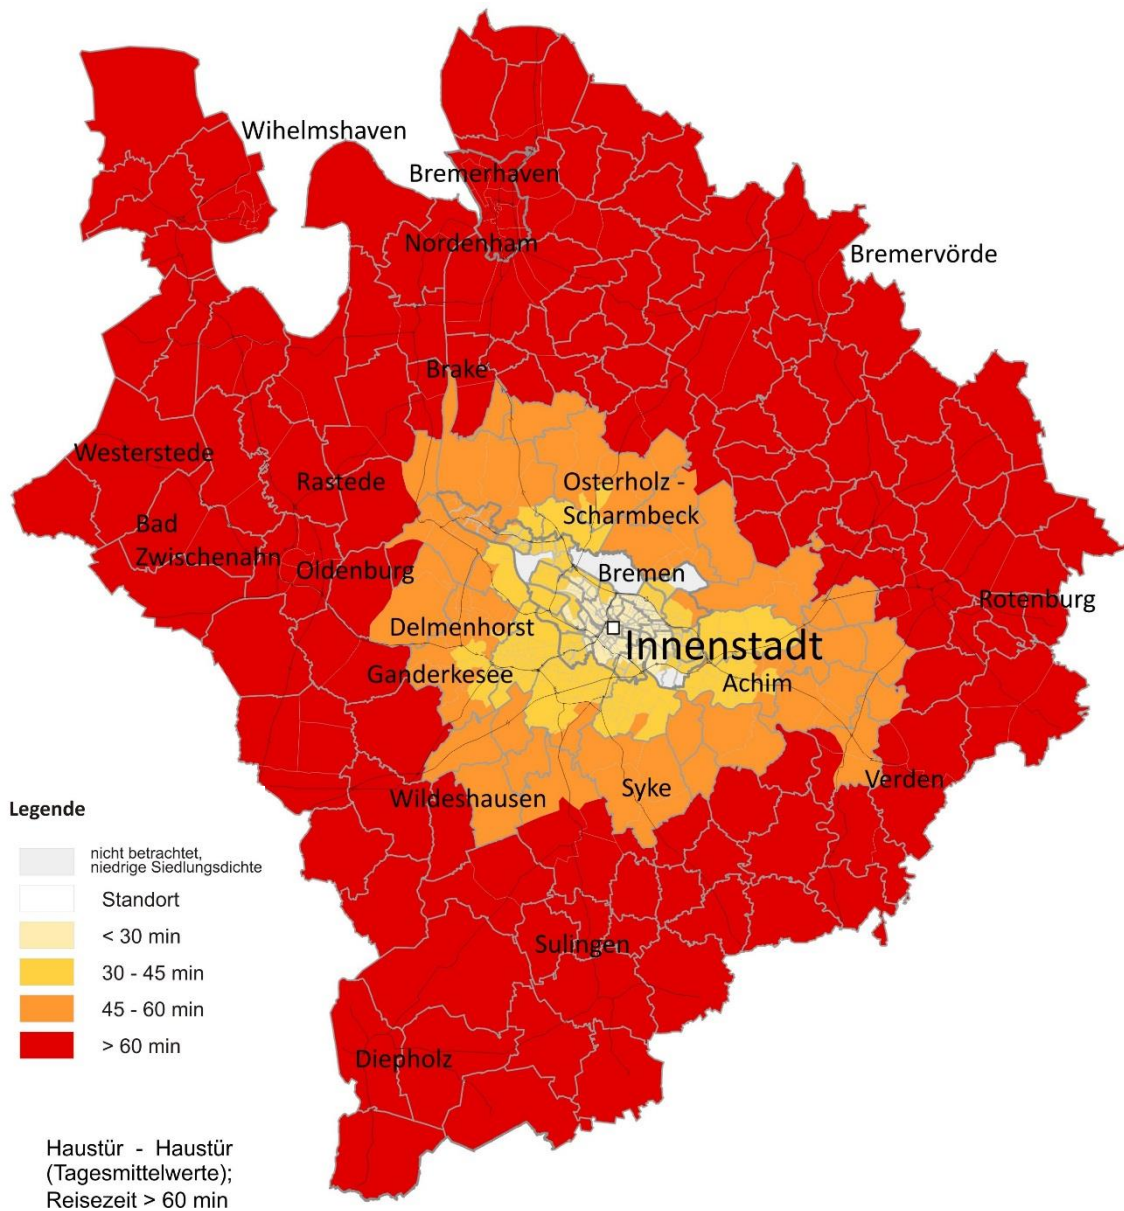 Wihelmshaven
Bremerhaven
Nordenham
Bremervörde
Brake
Westerstede
Rastede
Osterholz -
Scharmbeck
Bad
Zwischenahn
Oldenburg
Bremen
Rotenburg
Delmenhorst
Innenstadt
Ganderkesee
Achim
Wildeshausen
Syke
Verden
Sulingen
Diepholz
Legende
nicht betrachtet,
niedrige Siedlungsdichte
Standort
< 30 min
30 - 45 min
45 - 60 min
> 60 min
Haustür - Haustür
(Tagesmittelwerte);
Reisezeit > 60 min